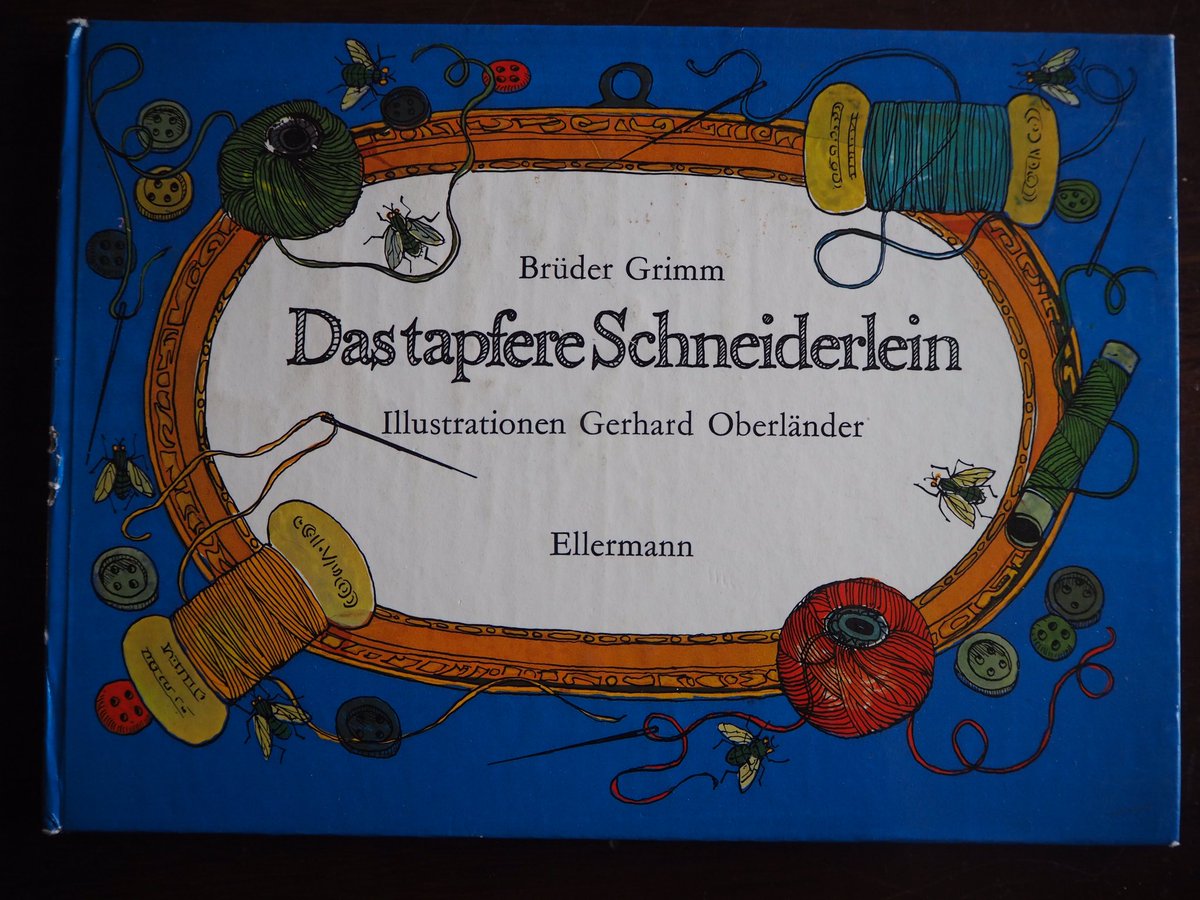 Brüder Grimm
Das tapfere Schneiderlein
Illustrationen Gerhard Oberländer
Ellermann